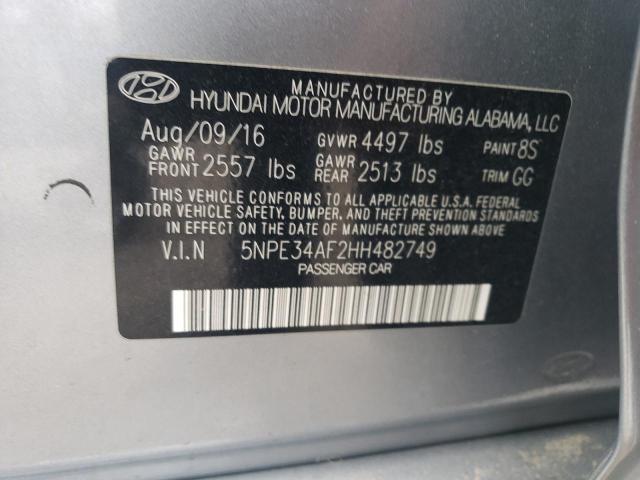 MANUFACTURED BY
HYUNDAI MOTOR MANUFACTURING ALABAMA, LLC
Aug/09/16 GVWR 4497 lbs PAINT 8S
GAWR FRONT 2557 lbs GAWR REAR 2513 lbs TRIM GG
THIS VEHICLE CONFORMS TO ALL APPLICABLE U.S.A. FEDERAL
MOTOR VEHICLE SAFETY, BUMPER, AND THEFT PREVENTION STANDARDS
IN EFFECT ON THE DATE OF MANUFACTURE SHOWN ABOVE.
V.I.N 5NPE34AF2HH482749
PASSENGER CAR